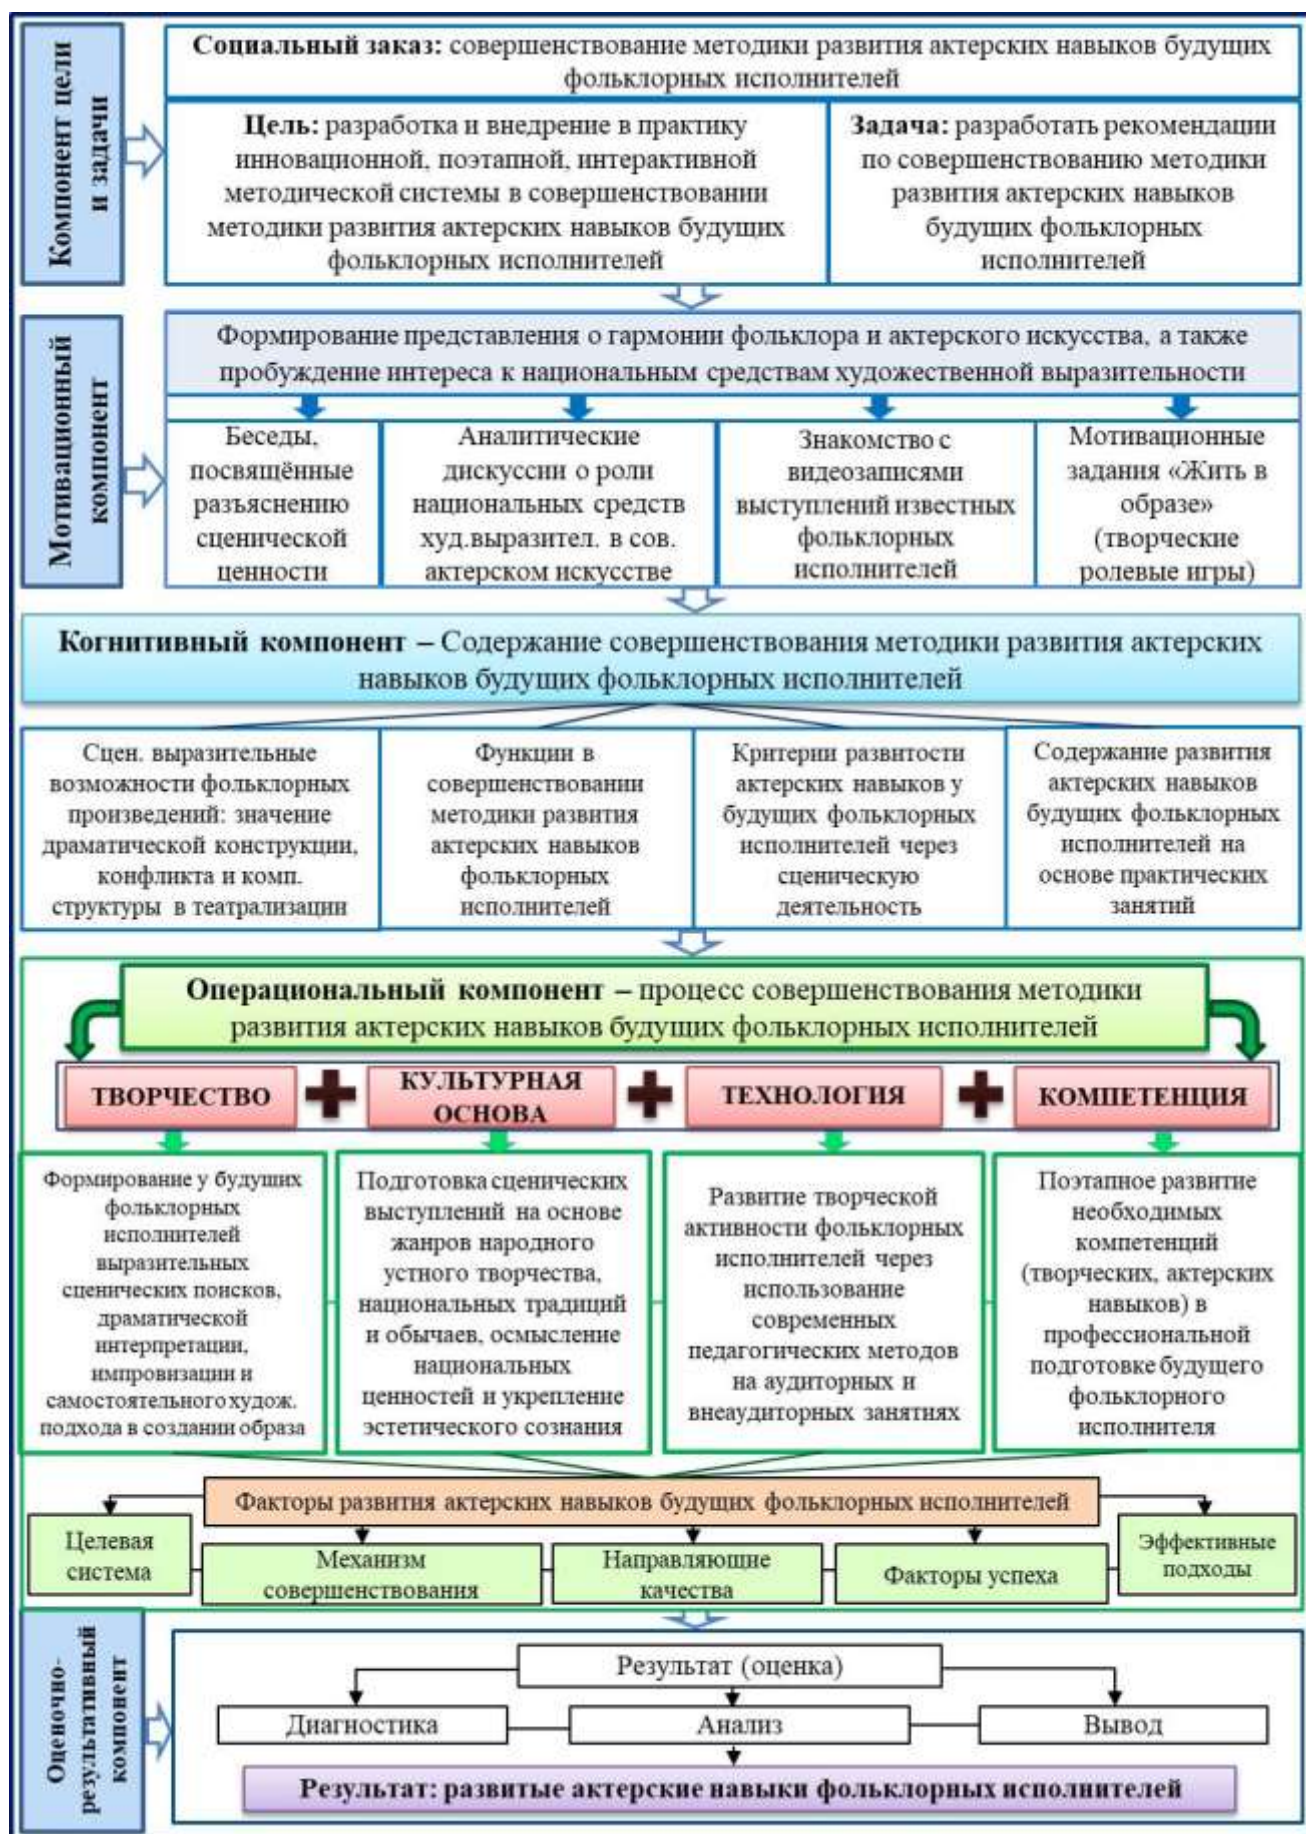 Компонент цели
и задачи
Социальный заказ: совершенствование методики развития актерских навыков будущих
фольклорных исполнителей
Цель: разработка и внедрение в практику
инновационной, поэтапной, интерактивной
методической системы в совершенствовании
методики развития актерских навыков будущих
фольклорных исполнителей
Задача: разработать рекомендации
по совершенствованию методики
развития актерских навыков
будущих фольклорных
исполнителей
Мотивационный
компонент
Формирование представления о гармонии фольклора и актерского искусства, а также
пробуждение интереса к национальным средствам художественной выразительности
Беседы,
посвящённые
разъяснению
сценической
ценности
Аналитические
дискуссии о роли
национальных средств
худ.выразител. в сов.
актерском искусстве
Знакомство с
видеозаписями
выступлений известных
фольклорных
исполнителей
Мотивационные
задания «Жить в
образе»
(творческие
ролевые игры)
Когнитивный компонент – Содержание совершенствования методики развития актерских
навыков будущих фольклорных исполнителей
Сцен. выразительные
возможности фольклорных
произведений: значение
драматической конструкции,
конфликта и комп.
структуры в театрализации
Функции в
совершенствовании
методики развития
актерских навыков
фольклорных
исполнителей
Критерии развитости
актерских навыков у
будущих фольклорных
исполнителей через
сценическую
деятельность
Содержание развития
актерских навыков
будущих фольклорных
исполнителей на
основе практических
занятий
Операциональный компонент – процесс совершенствования методики
развития актерских навыков будущих фольклорных исполнителей
ТВОРЧЕСТВО
КУЛЬТУРНАЯ
ОСНОВА
ТЕХНОЛОГИЯ
КОМПЕТЕНЦИЯ
Формирование у будущих
фольклорных
исполнителей
выразительных
сценических поисков,
драматической
интерпретации,
импровизации и
самостоятельного худож.
подхода в создании образа
Подготовка сценических
выступлений на основе
жанров народного
устного творчества,
национальных традиций
и обычаев, осмысление
национальных
ценностей и укрепление
эстетического сознания
Развитие творческой
активности фольклорных
исполнителей через
использование
современных
педагогических методов
на аудиторных и
внеаудиторных занятиях
Поэтапное развитие
необходимых
компетенций
(творческих, актерских
навыков) в
профессиональной
подготовке будущего
фольклорного
исполнителя
Факторы развития актерских навыков будущих фольклорных исполнителей
Целевая
система
Механизм
совершенствования
Направляющие
качества
Факторы успеха
Эффективные
подходы
Оценочно-
результативный
компонент
Результат (оценка)
Диагностика
Анализ
Вывод
Результат: развитые актерские навыки фольклорных исполнителей